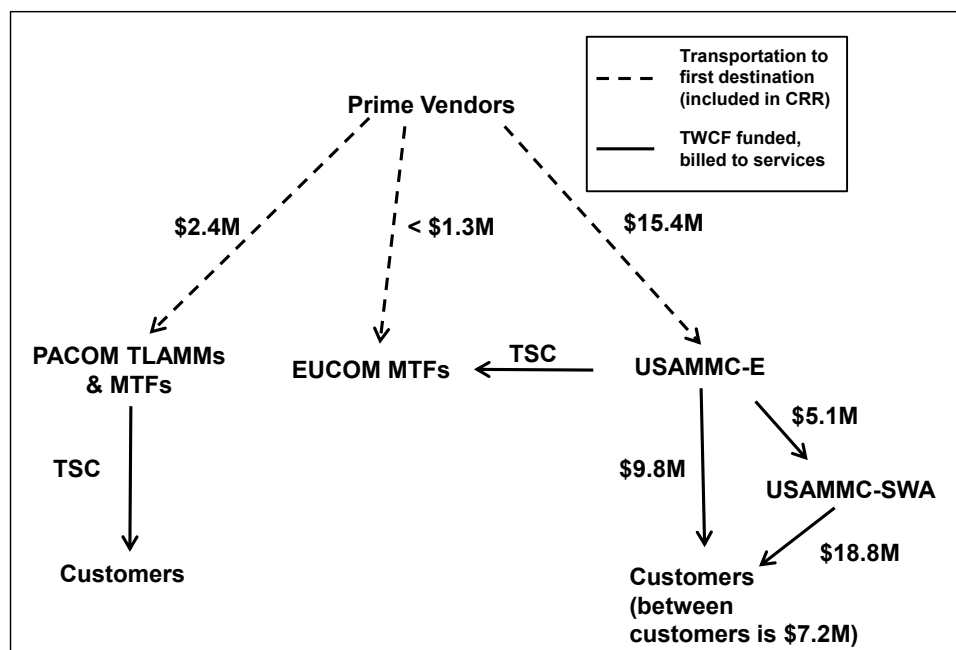 Transportation to
first destination
(included in CRR)
TWCF funded,
billed to services
Prime Vendors
$2.4M
< $1.3M
$15.4M
PACOM TLAMMs
& MTFs
EUCOM MTFs
TSC
USAMMC-E
TSC
$9.8M
$5.1M
USAMMC-SWA
$18.8M
Customers
Customers
(between
customers is $7.2M)